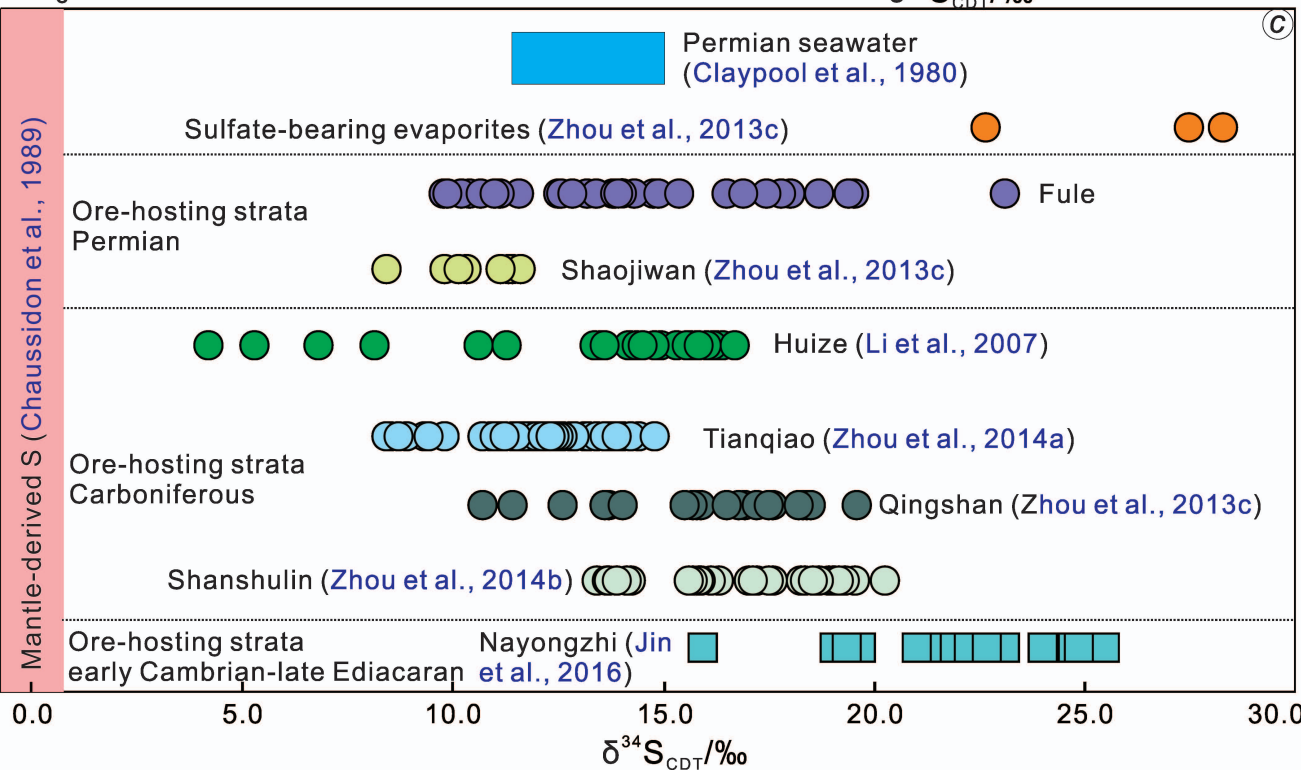 S CDT/‰
C
Permian seawater
(Claypool et al., 1980)
Sulfate-bearing evaporites (Zhou et al., 2013c)
Mantle-derived S (Chaussidon et al., 1989)
Ore-hosting strata
Permian
Fule
Shaojiwan (Zhou et al., 2013c)
Huize (Li et al., 2007)
Tianqiao (Zhou et al., 2014a)
Ore-hosting strata
Carboniferous
Qingshan (Zhou et al., 2013c)
Shanshulin (Zhou et al., 2014b)
Ore-hosting strata
early Cambrian-late Ediacaran
Nayongzhi (Jin
et al., 2016)
0.0 5.0 10.0 15.0 20.0 25.0 30.0
δ³⁴S CDT/‰